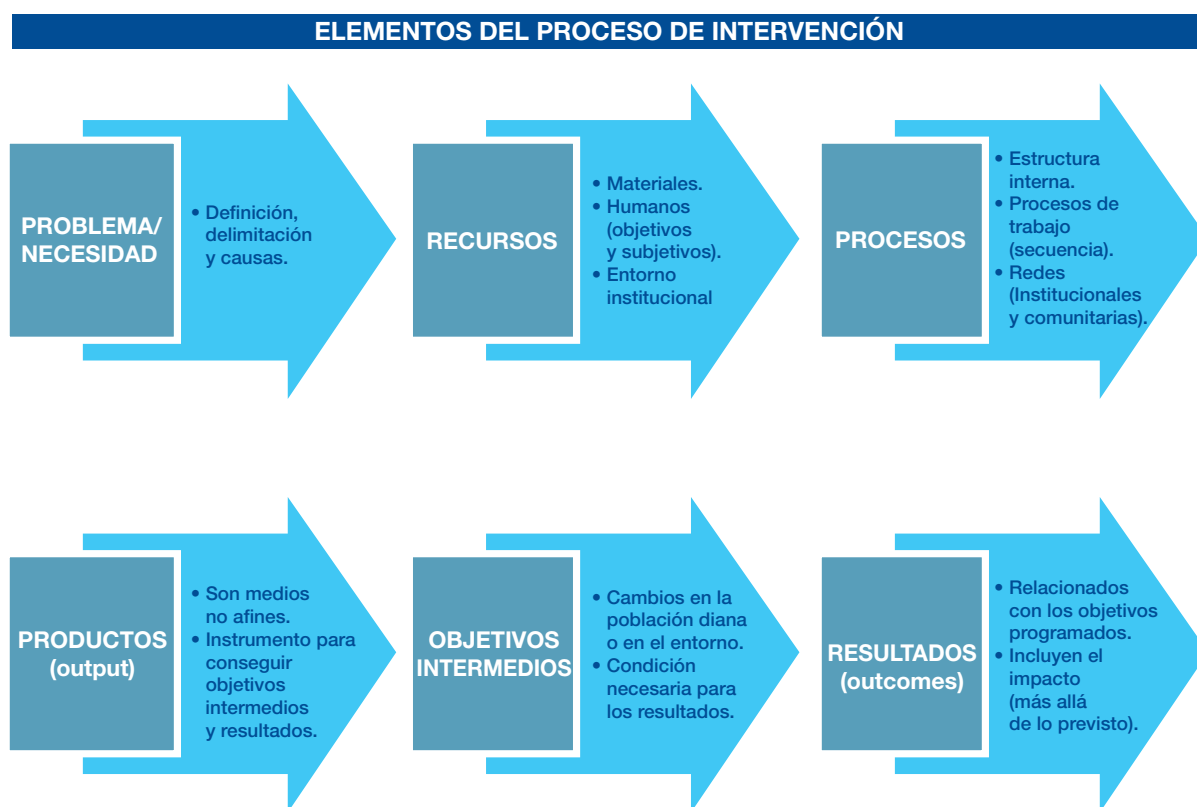 ELEMENTOS DEL PROCESO DE INTERVENCIÓN
PROBLEMA/
NECESIDAD
• Definición,
delimitación
y causas.
RECURSOS
• Materiales.
• Humanos
(objetivos
y subjetivos).
• Entorno
institucional
PROCESOS
• Estructura
interna.
• Procesos de
trabajo
(secuencia).
• Redes
(Institucionales
y comunitarias).
PRODUCTOS
(output)
• Son medios
no afines.
• Instrumento para
conseguir
objetivos
intermedios
y resultados.
OBJETIVOS
INTERMEDIOS
• Cambios en la
población diana
o en el entorno.
• Condición
necesaria para
los resultados.
RESULTADOS
(outcomes)
• Relacionados
con los objetivos
programados.
• Incluyen el
impacto
(más allá
de lo previsto).